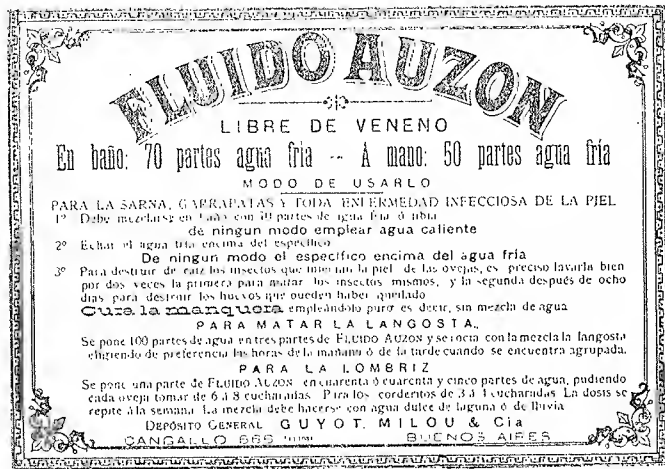 FLUIDO AUZON
LIBRE DE VENENO
En baño: 70 partes agua fria -- A mano: 50 partes agua fría
MODO DE USARLO
PARA LA SARNA, GARRAPATAS Y TODA ENFERMEDAD INFECCIOSA DE LA PIEL
1º Debe mezclarse en baño con 70 partes de agua fria ó tibia
de ningun modo emplear agua caliente
2º Echar el agua fria encima del especifico
De ningun modo el especifico encima del agua fria
3º Para destruir de raiz los insectos que minan la piel de las ovejas, es preciso lavarla bien
por dos veces la primera para matar los insectos mismos, y la segunda después de ocho
dias para destruir los huevos que pueden haber quedado
Cura la manquera empleándolo puro es decir, sin mezcla de agua
PARA MATAR LA LANGOSTA
Se pone 100 partes de agua en tres partes de FLUIDO AUZON y se rocia con la mezcla la langosta
eligiendo de preferencia las horas de la mañana ó de la tarde cuando se encuentra agrupada.
PARA LA LOMBRIZ
Se pone una parte de FLUIDO AUZON en cuarenta ó cuarenta y cinco partes de agua, pudiendo
cada oveja tomar de 6 á 8 cucharadas. Para los corderitos de 3 á 4 cucharadas La dosis se
repite á la semana. La mezcla debe hacerse con agua dulce de laguna ó de lluvia
DEPÓSITO GENERAL GUYOT, MILOU & Cia
CANGALLO 669 BUENOS AIRES